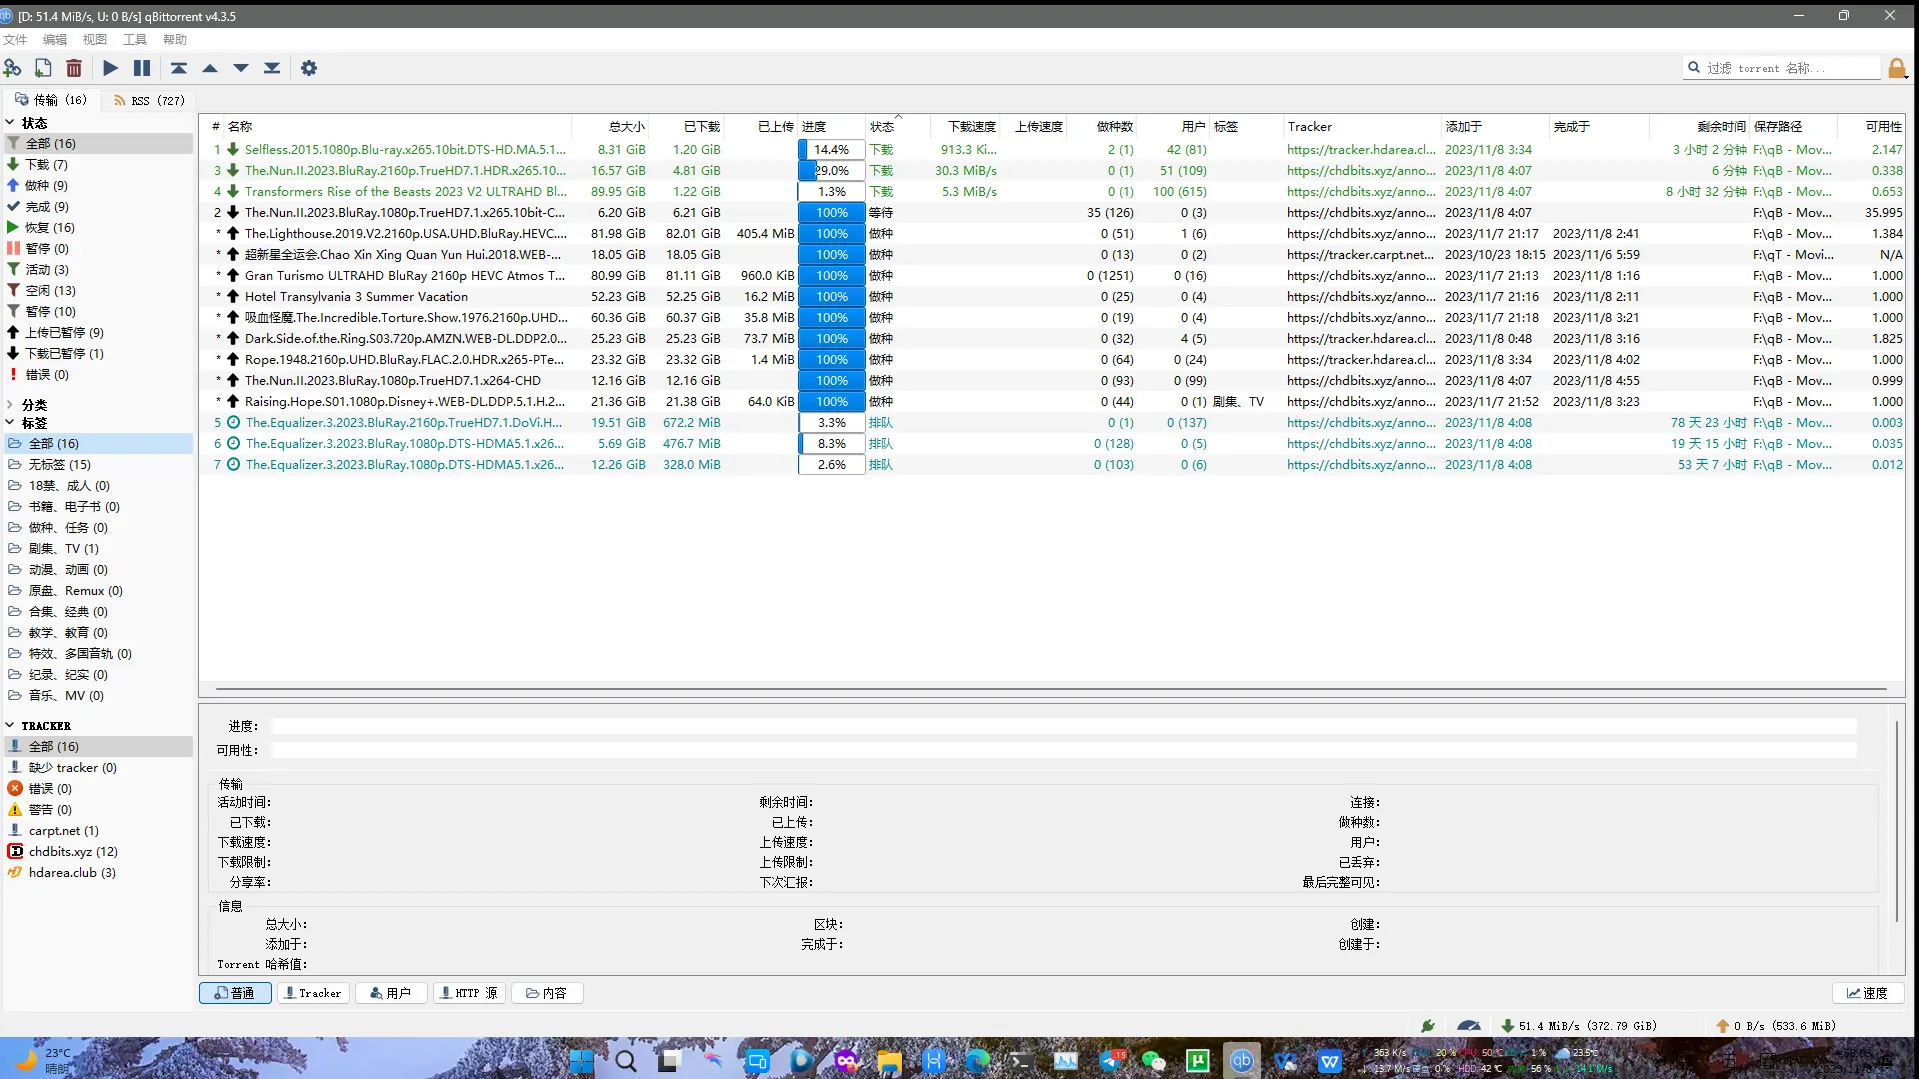 [D: 51.4 MiB/s, U: 0 B/s] qBittorrent v4.3.5
文件 编辑 视图 工具 帮助
过滤 torrent 名称...
传输 (16) RSS (727)
状态
全部 (16)
下载 (7)
做种 (9)
完成 (9)
恢复 (16)
暂停 (0)
活动 (3)
空闲 (13)
暂停 (10)
上传已暂停 (9)
下载已暂停 (1)
错误 (0)
分类
标签
全部 (16)
无标签 (15)
18禁、成人 (0)
书籍、电子书 (0)
做种、任务 (0)
剧集、TV (1)
动漫、动画 (0)
原盘、Remux (0)
合集、经典 (0)
教学、教育 (0)
特效、多国音轨 (0)
纪录、纪实 (0)
音乐、MV (0)
TRACKER
全部 (16)
缺少 tracker (0)
错误 (0)
警告 (0)
carpt.net (1)
chdbits.xyz (12)
hdarea.club (3)
# 名称 总大小 已下载 已上传 进度 状态 下载速度 上传速度 做种数 用户 标签 Tracker 添加于 完成于 剩余时间 保存路径 可用性
1 Selfless.2015.1080p.Blu-ray.x265.10bit.DTS-HD.MA.5.1... 8.31 GiB 1.20 GiB 14.4% 下载 913.3 Ki... 2 (1) 42 (81) https://tracker.hdarea.cl... 2023/11/8 3:34 3 小时 2 分钟 F:\qB - Mov... 2.147
3 The.Nun.II.2023.BluRay.2160p.TrueHD7.1.HDR.x265.10... 16.57 GiB 4.81 GiB 29.0% 下载 30.3 MiB/s 0 (1) 51 (109) https://chdbits.xyz/anno... 2023/11/8 4:07 6 分钟 F:\qB - Mov... 0.338
4 Transformers Rise of the Beasts 2023 V2 ULTRAHD Bl... 89.95 GiB 1.22 GiB 1.3% 下载 5.3 MiB/s 0 (1) 100 (615) https://chdbits.xyz/anno... 2023/11/8 4:07 8 小时 32 分钟 F:\qB - Mov... 0.653
2 The.Nun.II.2023.BluRay.1080p.TrueHD7.1.x265.10bit-C... 6.20 GiB 6.21 GiB 100% 等待 35 (126) 0 (3) https://chdbits.xyz/anno... 2023/11/8 4:07 F:\qB - Mov... 35.995
* The.Lighthouse.2019.V2.2160p.USA.UHD.BluRay.HEVC.... 81.98 GiB 82.01 GiB 405.4 MiB 100% 做种 0 (51) 1 (6) https://chdbits.xyz/anno... 2023/11/7 21:17 2023/11/8 2:41 F:\qB - Mov... 1.384
* 超新星全运会.Chao Xin Xing Quan Yun Hui.2018.WEB-... 18.05 GiB 18.05 GiB 100% 做种 0 (13) 0 (2) https://tracker.carpt.net... 2023/10/23 18:15 2023/11/6 5:59 F:\qT - Movi... N/A
* Gran Turismo ULTRAHD BluRay 2160p HEVC Atmos T... 80.99 GiB 81.11 GiB 960.0 KiB 100% 做种 0 (1251) 0 (16) https://chdbits.xyz/anno... 2023/11/7 21:13 2023/11/8 1:16 F:\qB - Mov... 1.000
* Hotel Transylvania 3 Summer Vacation 52.23 GiB 52.25 GiB 16.2 MiB 100% 做种 0 (25) 0 (4) https://chdbits.xyz/anno... 2023/11/7 21:16 2023/11/8 2:11 F:\qB - Mov... 1.000
* 吸血怪魔.The.Incredible.Torture.Show.1976.2160p.UHD... 60.36 GiB 60.37 GiB 35.8 MiB 100% 做种 0 (19) 0 (4) https://chdbits.xyz/anno... 2023/11/7 21:18 2023/11/8 3:21 F:\qB - Mov... 1.000
* Dark.Side.of.the.Ring.S03.720p.AMZN.WEB-DL.DDP2.0... 25.23 GiB 25.23 GiB 73.7 MiB 100% 做种 0 (32) 4 (5) https://tracker.hdarea.cl... 2023/11/8 0:48 2023/11/8 3:16 F:\qB - Mov... 1.825
* Rope.1948.2160p.UHD.BluRay.FLAC.2.0.HDR.x265-PTe... 23.32 GiB 23.32 GiB 1.4 MiB 100% 做种 0 (64) 0 (24) https://tracker.hdarea.cl... 2023/11/8 3:34 2023/11/8 4:02 F:\qB - Mov... 1.000
* The.Nun.II.2023.BluRay.1080p.TrueHD7.1.x264-CHD 12.16 GiB 12.16 GiB 100% 做种 0 (93) 0 (99) https://chdbits.xyz/anno... 2023/11/8 4:07 2023/11/8 4:55 F:\qB - Mov... 0.999
* Raising.Hope.S01.1080p.Disney+.WEB-DL.DDP.5.1.H.2... 21.36 GiB 21.38 GiB 64.0 KiB 100% 做种 0 (44) 0 (1) 剧集、TV https://chdbits.xyz/anno... 2023/11/7 21:52 2023/11/8 3:23 F:\qB - Mov... 1.000
5 The.Equalizer.3.2023.BluRay.2160p.TrueHD7.1.DoVi.H... 19.51 GiB 672.2 MiB 3.3% 排队 0 (1) 0 (137) https://chdbits.xyz/anno... 2023/11/8 4:08 78 天 23 小时 F:\qB - Mov... 0.003
6 The.Equalizer.3.2023.BluRay.1080p.DTS-HDMA5.1.x26... 5.69 GiB 476.7 MiB 8.3% 排队 0 (128) 0 (5) https://chdbits.xyz/anno... 2023/11/8 4:08 19 天 15 小时 F:\qB - Mov... 0.035
7 The.Equalizer.3.2023.BluRay.1080p.DTS-HDMA5.1.x26... 12.26 GiB 328.0 MiB 2.6% 排队 0 (103) 0 (6) https://chdbits.xyz/anno... 2023/11/8 4:08 53 天 7 小时 F:\qB - Mov... 0.012
进度:
可用性:
传输
活动时间: 剩余时间: 连接:
已下载: 已上传: 做种数:
下载速度: 上传速度: 用户:
下载限制: 上传限制: 已丢弃:
分享率: 下次汇报: 最后完整可见:
信息
总大小: 区块: 创建:
添加于: 完成于: 创建于:
Torrent 哈希值:
普通 Tracker 用户 HTTP 源 内容 速度
51.4 MiB/s (372.79 GiB) 0 B/s (533.6 MiB)
23°C
晴朗
15
363 K/s 20 % 50 °C 1 % 23.5°C
13.7 M/s 0 % HDD: 42 °C 56 %